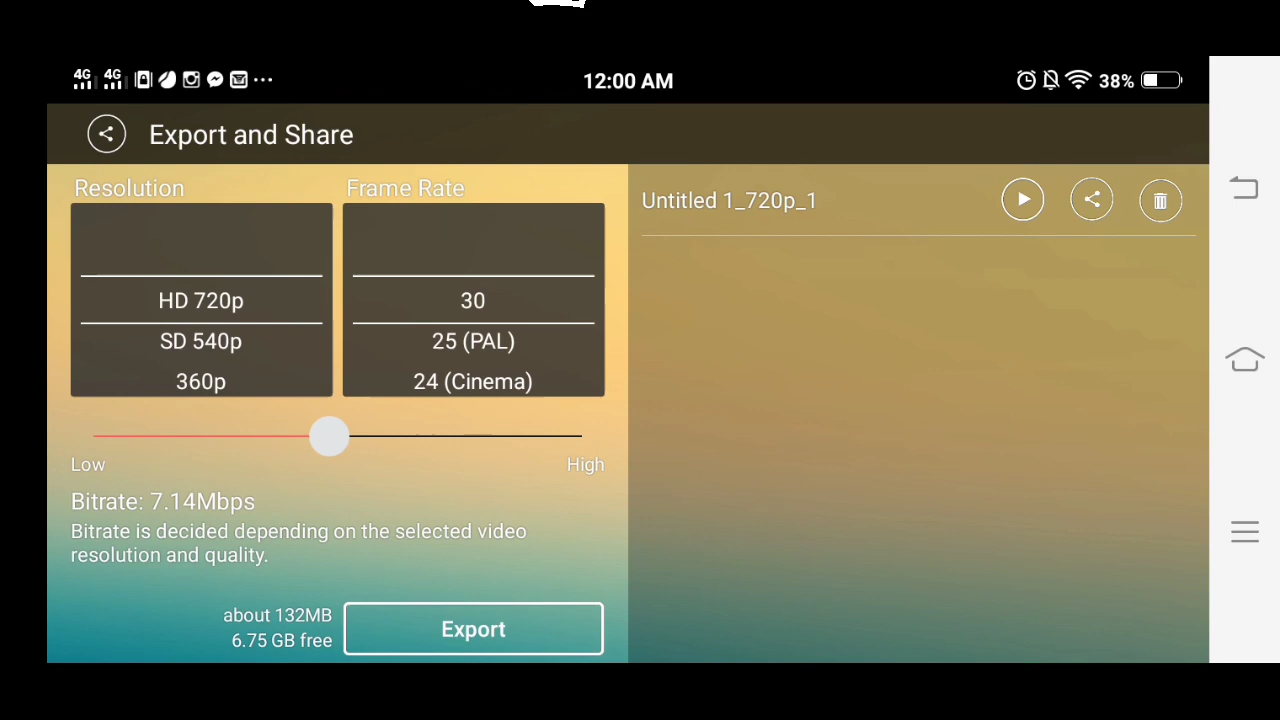 4G 4G 12:00 AM 38%
Export and Share
Resolution Frame Rate
HD 720p 30
SD 540p 25 (PAL)
360p 24 (Cinema)
Low High
Bitrate: 7.14Mbps
Bitrate is decided depending on the selected video
resolution and quality.
about 132MB
6.75 GB free
Export
Untitled 1_720p_1